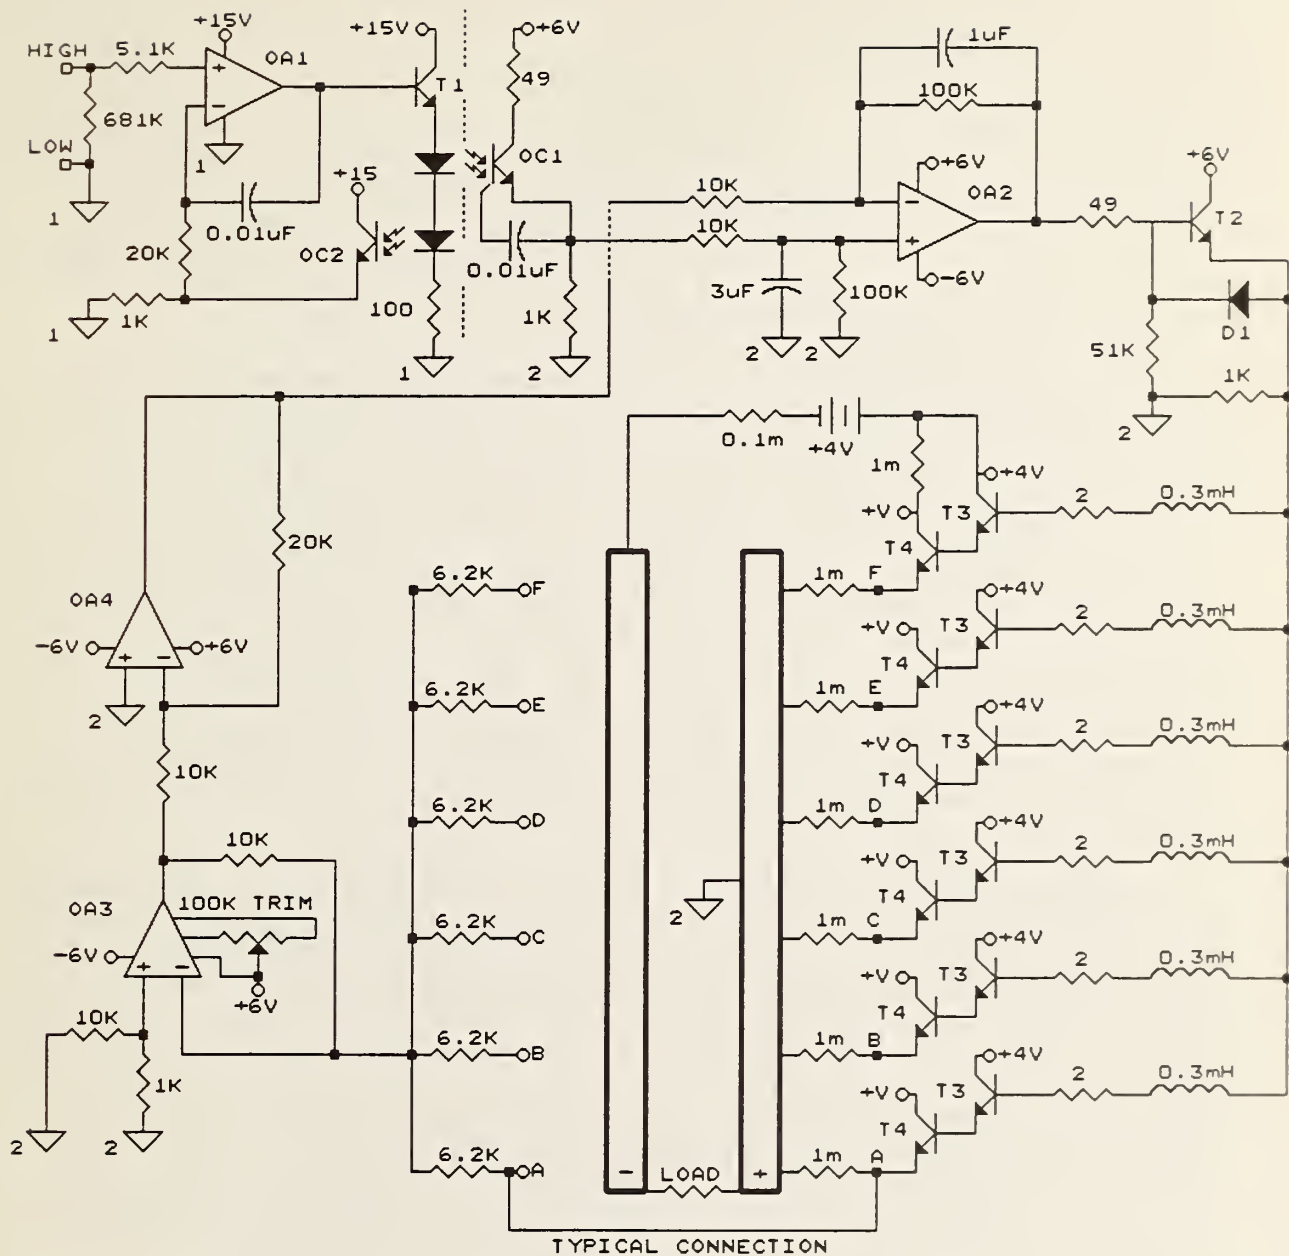 +15V
+15V
+6V
1uF
HIGH
5.1K
OA1
T1
49
100K
681K
LOW
+
-
OC1
+6V
+6V
1
+15
10K
OA2
49
T2
1
0.01uF
10K
-
+
20K
OC2
0.01uF
-6V
3uF
100K
1K
100
1K
D1
1
51K
1
2
2
2
1K
0.1m
+4V
2
1m
+4V
0.3mH
+V
T3
2
20K
T4
6.2K
F
1m
F
+4V
0.3mH
OA4
+V
T3
2
-6V
+
-
+6V
T4
6.2K
E
1m
E
+4V
0.3mH
2
+V
T3
2
10K
T4
6.2K
D
1m
D
+4V
0.3mH
10K
+V
T3
2
100K TRIM
T4
OA3
2
6.2K
C
1m
C
+4V
0.3mH
-6V
+
-
+V
T3
2
+6V
T4
10K
6.2K
B
1m
B
+4V
0.3mH
1K
+V
T3
2
2
2
T4
6.2K
A
-
LOAD
+
1m
A
TYPICAL CONNECTION